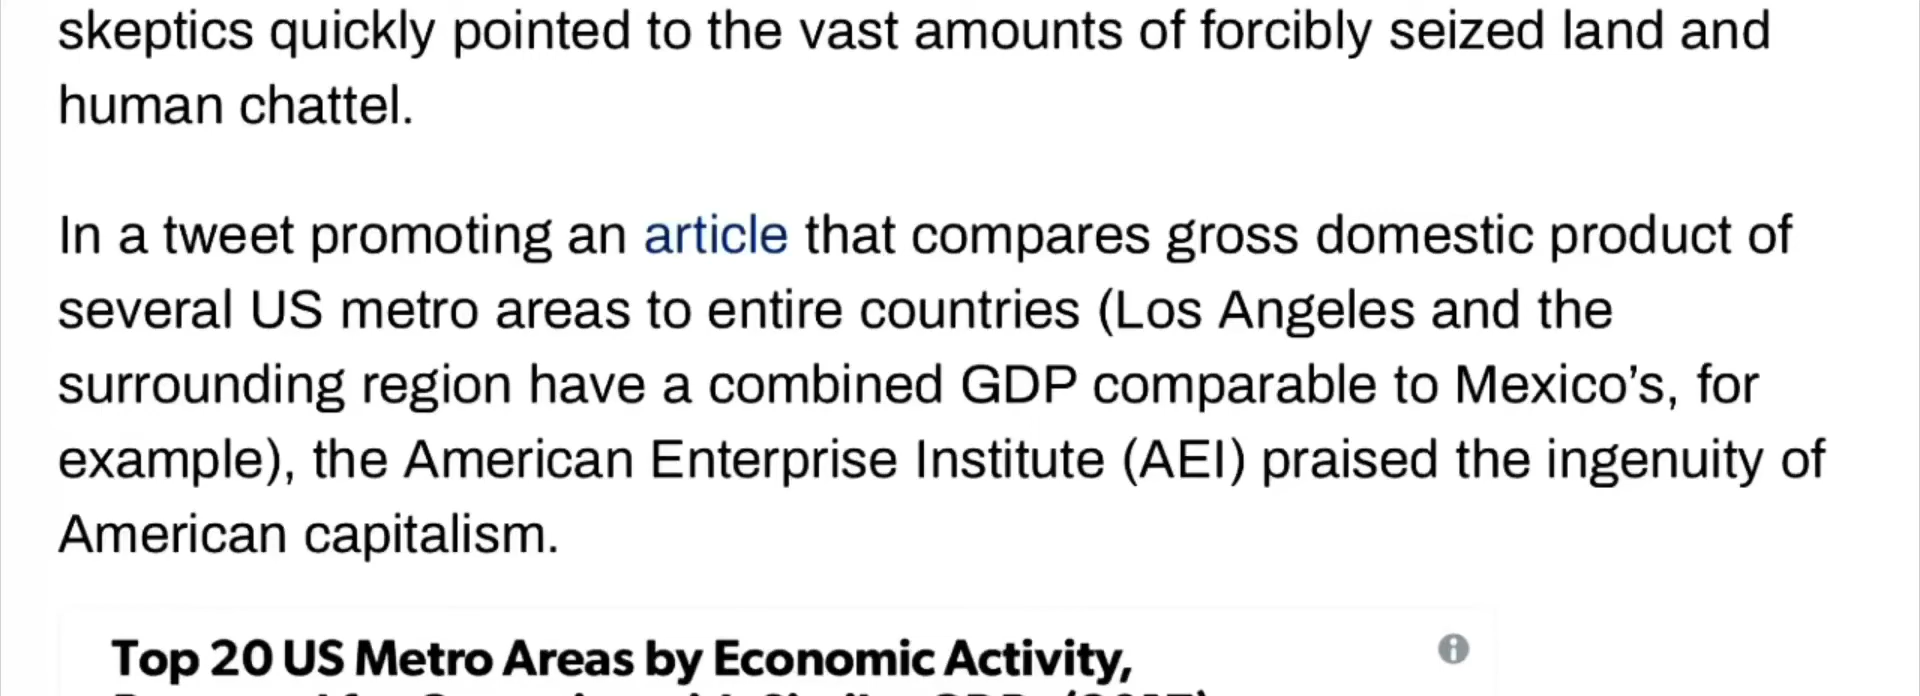 skeptics quickly pointed to the vast amounts of forcibly seized land and
human chattel.
In a tweet promoting an article that compares gross domestic product of
several US metro areas to entire countries (Los Angeles and the
surrounding region have a combined GDP comparable to Mexico’s, for
example), the American Enterprise Institute (AEI) praised the ingenuity of
American capitalism.
Top 20 US Metro Areas by Economic Activity,